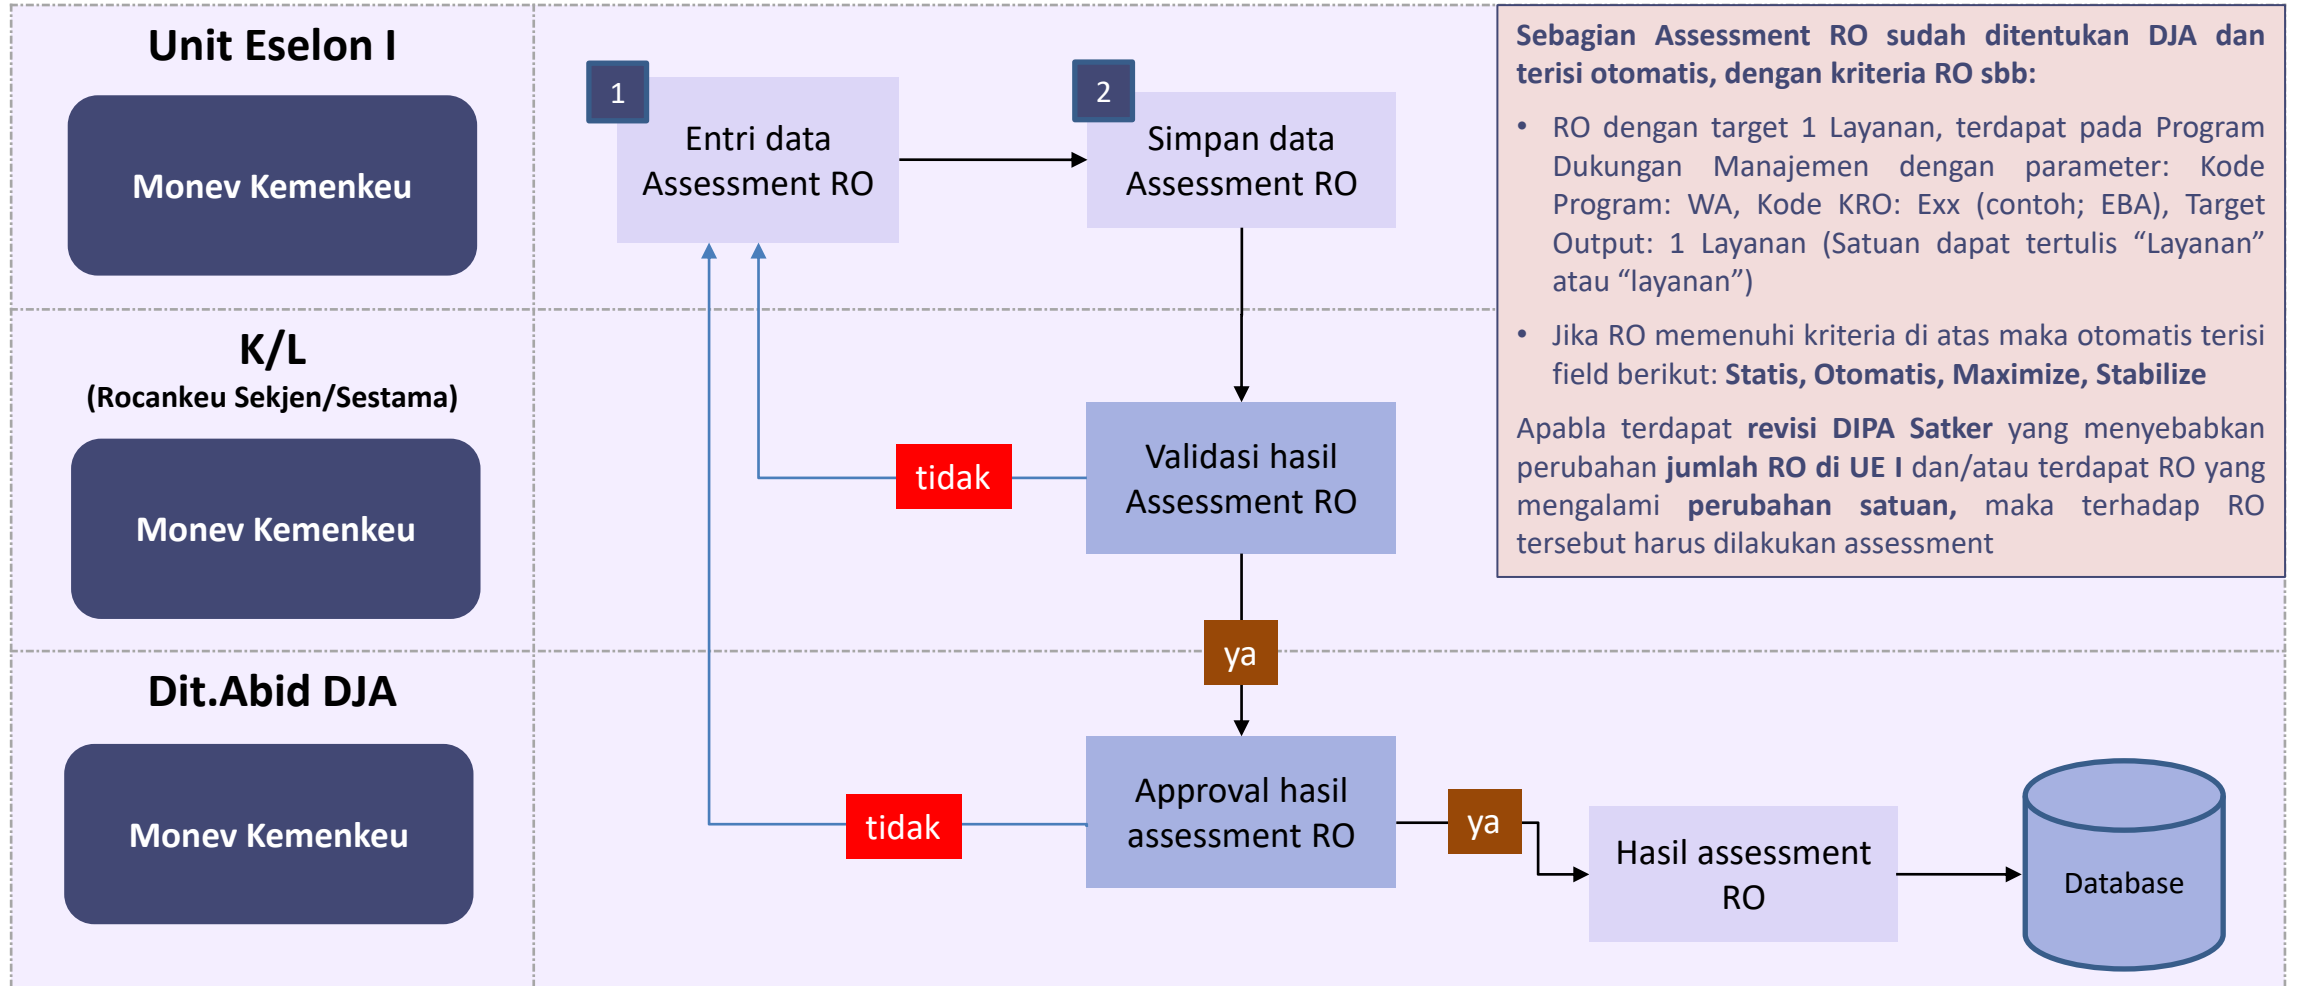 Unit Eselon I
Monev Kemenkeu
1
Entri data
Assessment RO
2
Simpan data
Assessment RO
Sebagian Assessment RO sudah ditentukan DJA dan
terisi otomatis, dengan kriteria RO sbb:
• RO dengan target 1 Layanan, terdapat pada Program
Dukungan Manajemen dengan parameter: Kode
Program: WA, Kode KRO: Exx (contoh; EBA), Target
Output: 1 Layanan (Satuan dapat tertulis “Layanan”
atau “layanan”)
• Jika RO memenuhi kriteria di atas maka otomatis terisi
field berikut: Statis, Otomatis, Maximize, Stabilize
Apabla terdapat revisi DIPA Satker yang menyebabkan
perubahan jumlah RO di UE I dan/atau terdapat RO yang
mengalami perubahan satuan, maka terhadap RO
tersebut harus dilakukan assessment
K/L
(Rocankeu Sekjen/Sestama)
Monev Kemenkeu
tidak
Validasi hasil
Assessment RO
ya
Dit.Abid DJA
Monev Kemenkeu
tidak
Approval hasil
assessment RO
ya
Hasil assessment
RO
Database